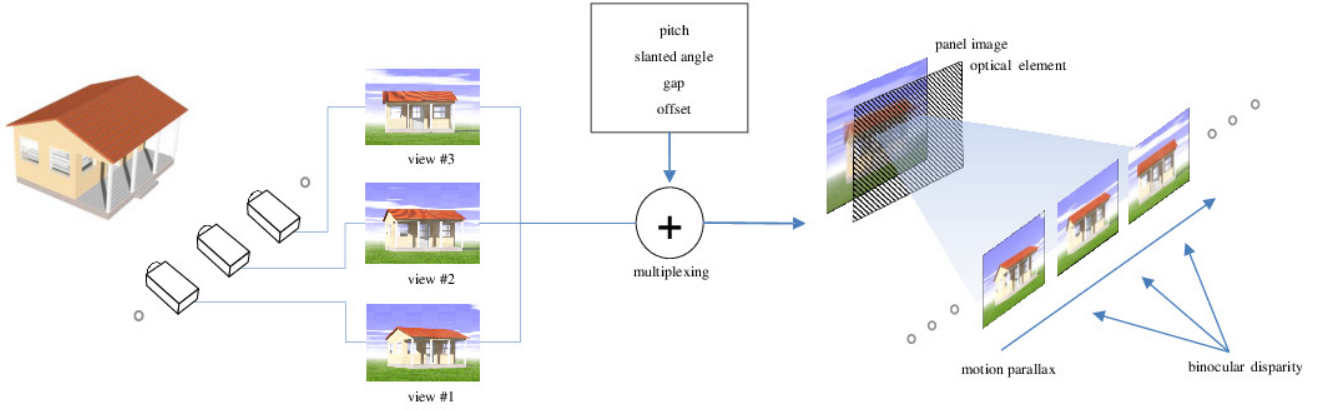 view #3
view #2
view #1
pitch
slanted angle
gap
offset
+
multiplexing
panel image
optical element
motion parallax
binocular disparity